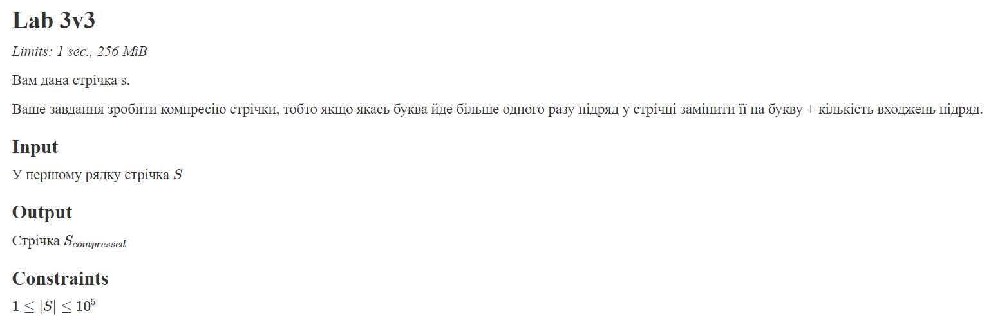 Lab 3v3
Limits: 1 sec., 256 MiB
Вам дана стрічка s.
Ваше завдання зробити компресію стрічки, тобто якщо якась буква йде більше одного разу підряд у стрічці замінити її на букву + кількість входжень підряд.
Input
У першому рядку стрічка S
Output
Стрічка S_{compressed}
Constraints
1 ≤ |S| ≤ 10^5